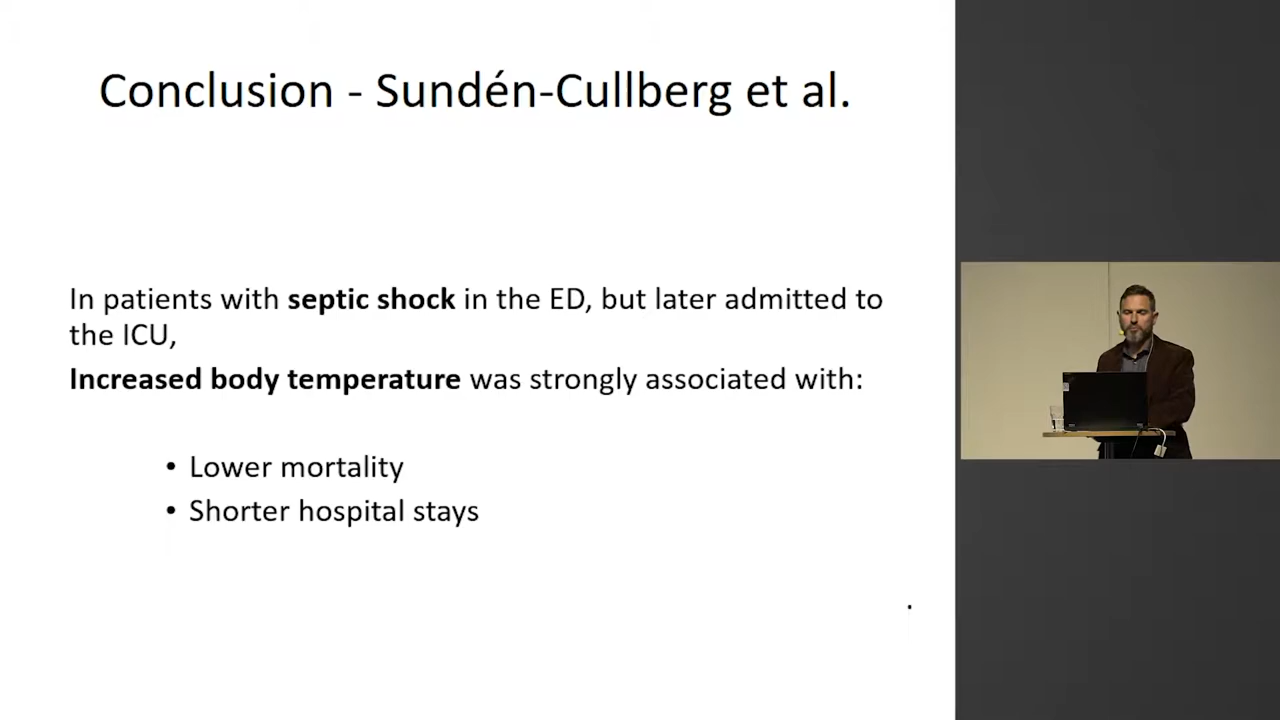 Conclusion - Sundén-Cullberg et al.
In patients with septic shock in the ED, but later admitted to
the ICU,
Increased body temperature was strongly associated with:
• Lower mortality
• Shorter hospital stays
.